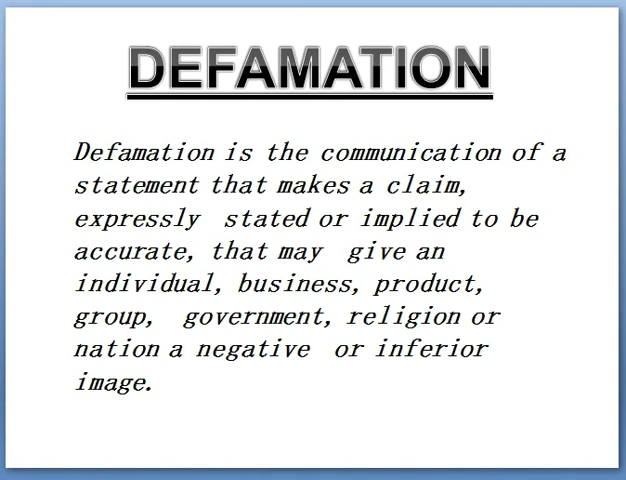 DEFAMATION
Defamation is the communication of a
statement that makes a claim,
expressly stated or implied to be
accurate, that may give an
individual, business, product,
group, government, religion or
nation a negative or inferior
image.